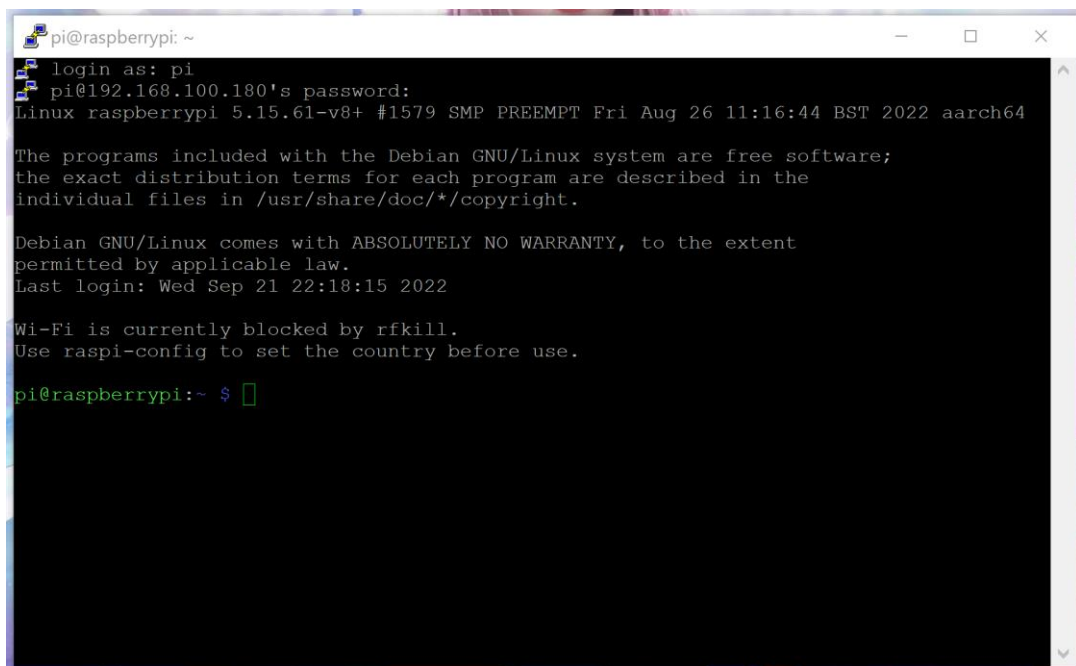 pi@raspberrypi: ~
login as: pi
pi@192.168.100.180's password:
Linux raspberrypi 5.15.61-v8+ #1579 SMP PREEMPT Fri Aug 26 11:16:44 BST 2022 aarch64
The programs included with the Debian GNU/Linux system are free software;
the exact distribution terms for each program are described in the
individual files in /usr/share/doc/*/copyright.
Debian GNU/Linux comes with ABSOLUTELY NO WARRANTY, to the extent
permitted by applicable law.
Last login: Wed Sep 21 22:18:15 2022
Wi-Fi is currently blocked by rfkill.
Use raspi-config to set the country before use.
pi@raspberrypi:~ $